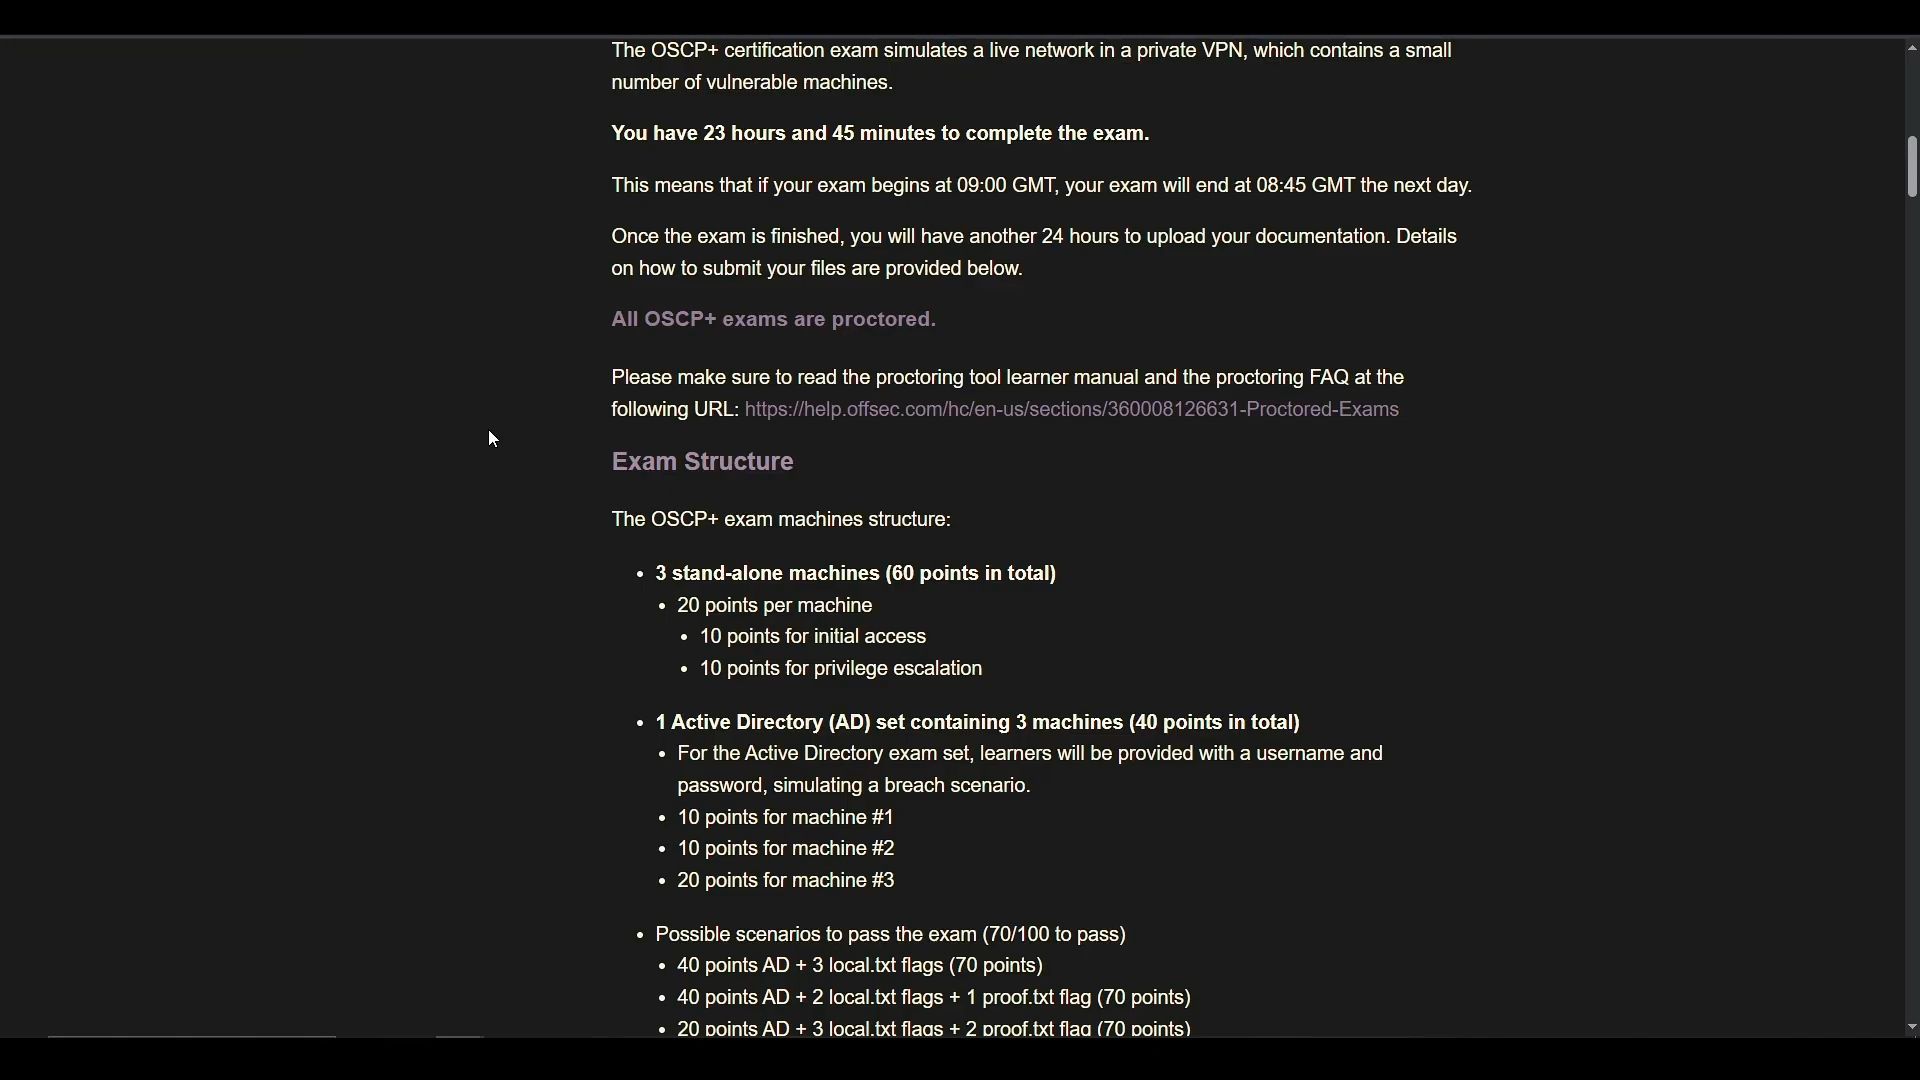 The OSCP+ certification exam simulates a live network in a private VPN, which contains a small
number of vulnerable machines.
You have 23 hours and 45 minutes to complete the exam.
This means that if your exam begins at 09:00 GMT, your exam will end at 08:45 GMT the next day.
Once the exam is finished, you will have another 24 hours to upload your documentation. Details
on how to submit your files are provided below.
All OSCP+ exams are proctored.
Please make sure to read the proctoring tool learner manual and the proctoring FAQ at the
following URL: https://help.offsec.com/hc/en-us/sections/360008126631-Proctored-Exams
Exam Structure
The OSCP+ exam machines structure:
• 3 stand-alone machines (60 points in total)
• 20 points per machine
• 10 points for initial access
• 10 points for privilege escalation
• 1 Active Directory (AD) set containing 3 machines (40 points in total)
• For the Active Directory exam set, learners will be provided with a username and
password, simulating a breach scenario.
• 10 points for machine #1
• 10 points for machine #2
• 20 points for machine #3
• Possible scenarios to pass the exam (70/100 to pass)
• 40 points AD + 3 local.txt flags (70 points)
• 40 points AD + 2 local.txt flags + 1 proof.txt flag (70 points)
• 20 points AD + 3 local.txt flags + 2 proof.txt flag (70 points)